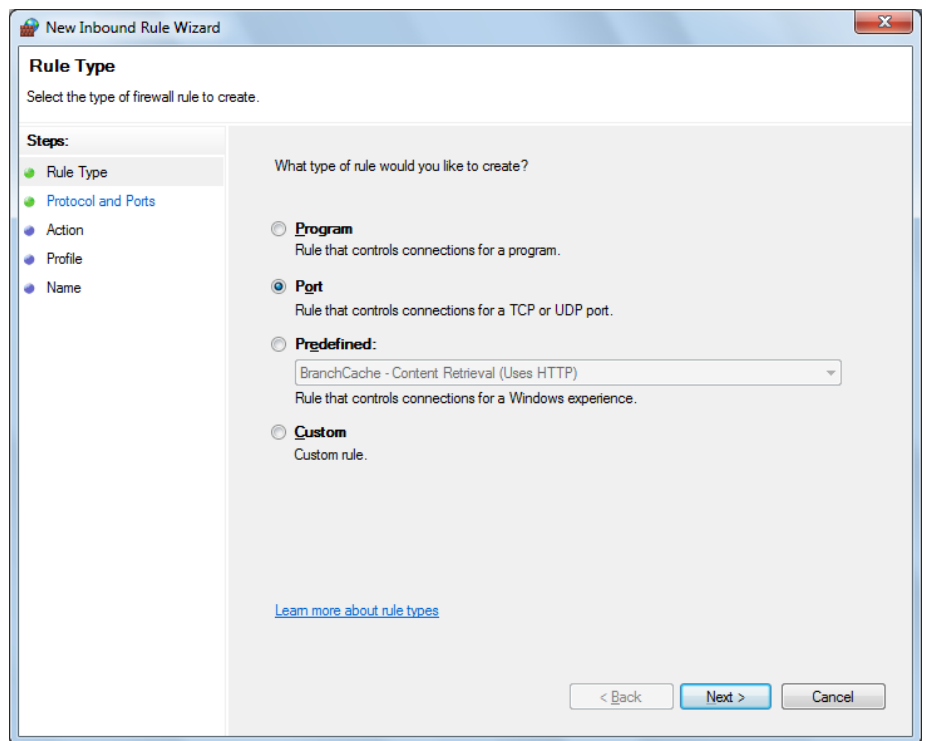 New Inbound Rule Wizard
Rule Type
Select the type of firewall rule to create.
Steps:
Rule Type
Protocol and Ports
Action
Profile
Name
What type of rule would you like to create?
Program
Rule that controls connections for a program.
Port
Rule that controls connections for a TCP or UDP port.
Predefined:
BranchCache - Content Retrieval (Uses HTTP)
Rule that controls connections for a Windows experience.
Custom
Custom rule.
Learn more about rule types
< Back
Next >
Cancel